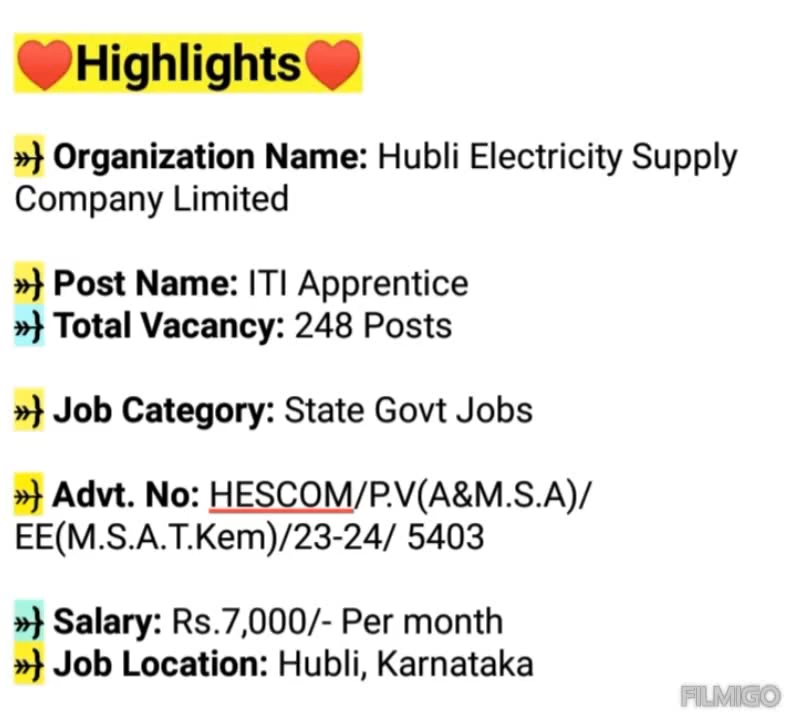 ❤️Highlights❤️
»} Organization Name: Hubli Electricity Supply
Company Limited
»} Post Name: ITI Apprentice
»} Total Vacancy: 248 Posts
»} Job Category: State Govt Jobs
»} Advt. No: HESCOM/P.V(A&M.S.A)/
EE(M.S.A.T.Kem)/23-24/ 5403
»} Salary: Rs.7,000/- Per month
»} Job Location: Hubli, Karnataka
FILMIGO